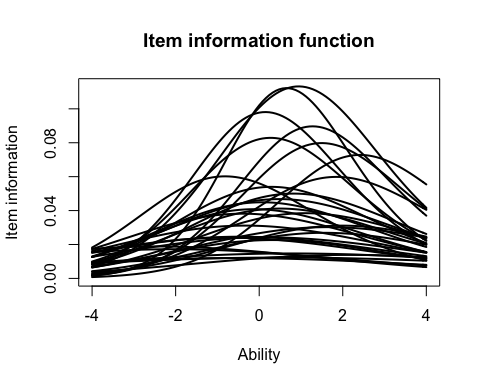 Item information function
Item information
0.08
0.04
0.00
-4 -2 0 2 4
Ability